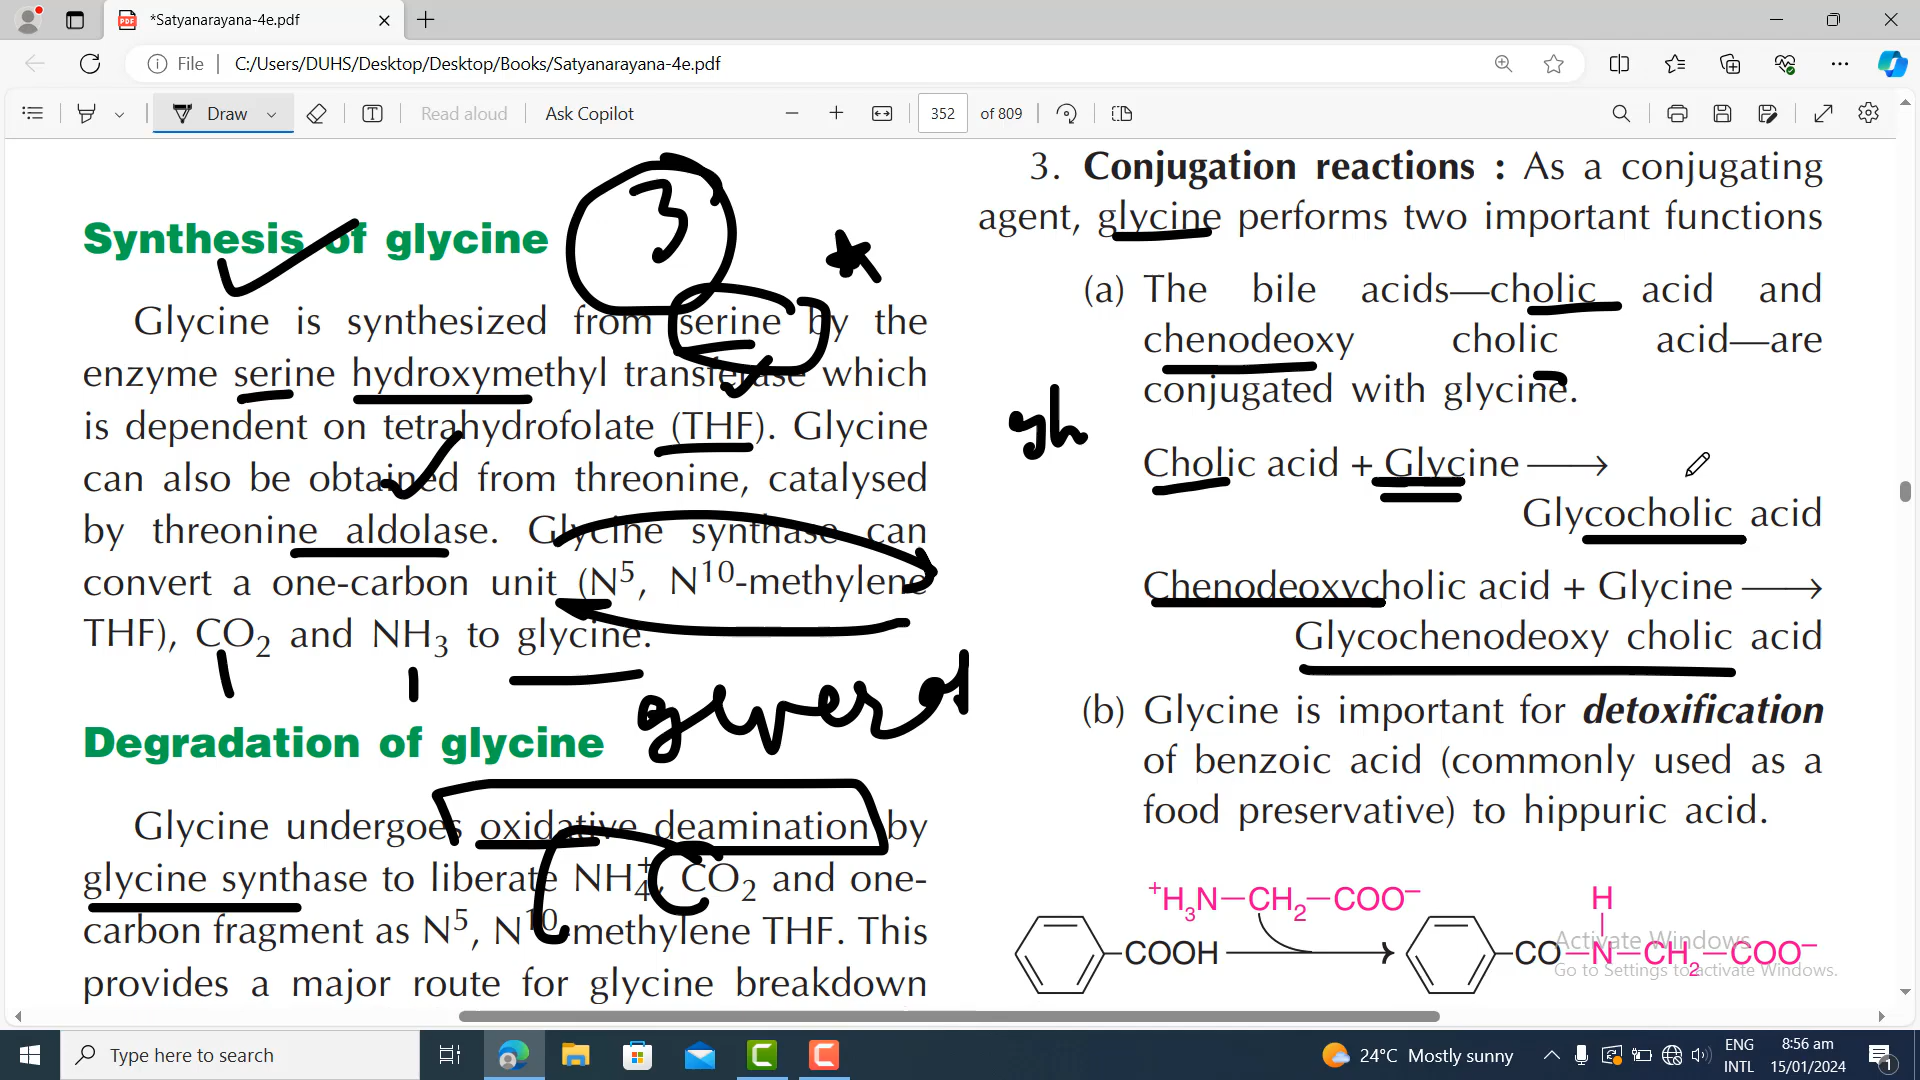 *Satyanarayana-4e.pdf
File
C:/Users/DUHS/Desktop/Desktop/Books/Satyanarayana-4e.pdf
Draw
Read aloud
Ask Copilot
352 of 809
Synthesis of glycine
3
Glycine is synthesized from serine by the
enzyme serine hydroxymethyl transferase which
is dependent on tetrahydrofolate (THF). Glycine
can also be obtained from threonine, catalysed
by threonine aldolase. Glycine synthase can
convert a one-carbon unit (N5, N10-methylene
THF), CO2 and NH3 to glycine.
Degradation of glycine
Glycine undergoes oxidative deamination by
glycine synthase to liberate NH4+, CO2 and one-
carbon fragment as N5, N10-methylene THF. This
provides a major route for glycine breakdown
3. Conjugation reactions : As a conjugating
agent, glycine performs two important functions
(a) The bile acids—cholic acid and
chenodeoxy cholic acid—are
conjugated with glycine.
Cholic acid + Glycine ⟶
Glycocholic acid
Chenodeoxycholic acid + Glycine ⟶
Glycochenodeoxy cholic acid
(b) Glycine is important for detoxification
of benzoic acid (commonly used as a
food preservative) to hippuric acid.
+H3N—CH2—COO−
H
COOH
CO—N—CH2—COO−
Activate Windows
Go to Settings to activate Windows.
Type here to search
24°C Mostly sunny
ENG
INTL
8:56 am
15/01/2024
1